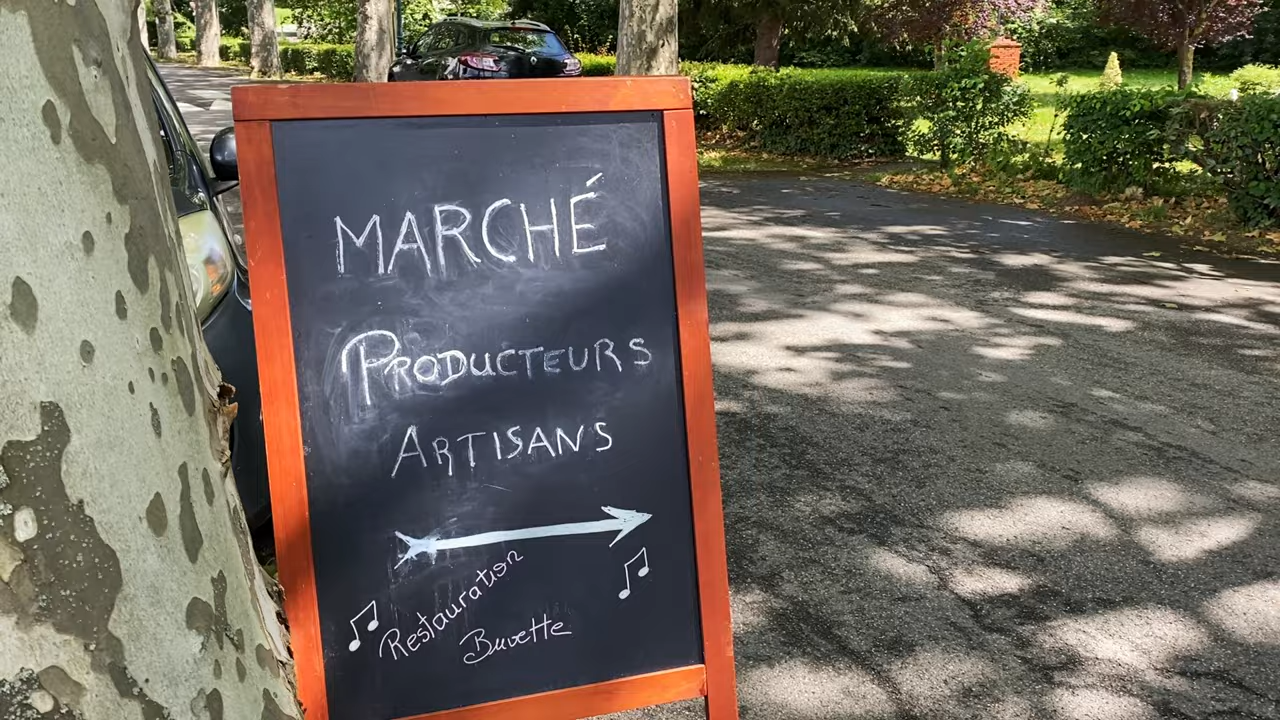 MARCHÉ
PRODUCTEURS
ARTISANS
Restauration
Buvette